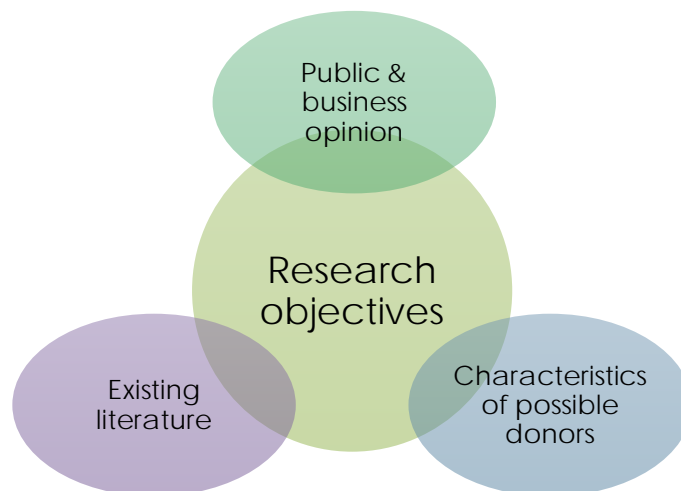 Public &
business
opinion
Research
objectives
Existing
literature
Characteristics
of possible
donors